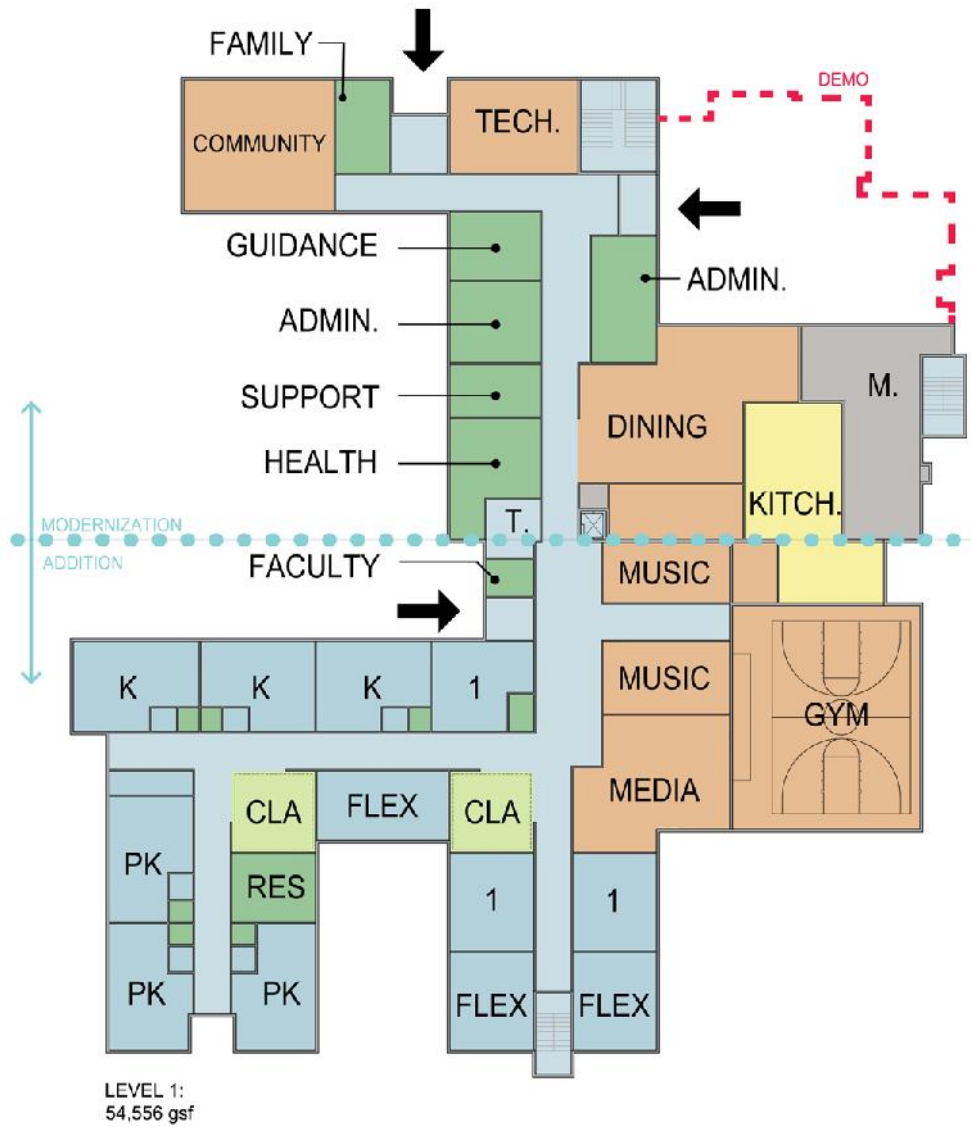 FAMILY
DEMO
TECH.
COMMUNITY
GUIDANCE
ADMIN.
ADMIN.
SUPPORT
M.
DINING
HEALTH
KITCH.
T.
MODERNIZATION
ADDITION
FACULTY
MUSIC
K
K
K
1
MUSIC
GYM
MEDIA
CLA
FLEX
CLA
PK
RES
1
1
PK
PK
FLEX
FLEX
LEVEL 1:
54,556 gsf